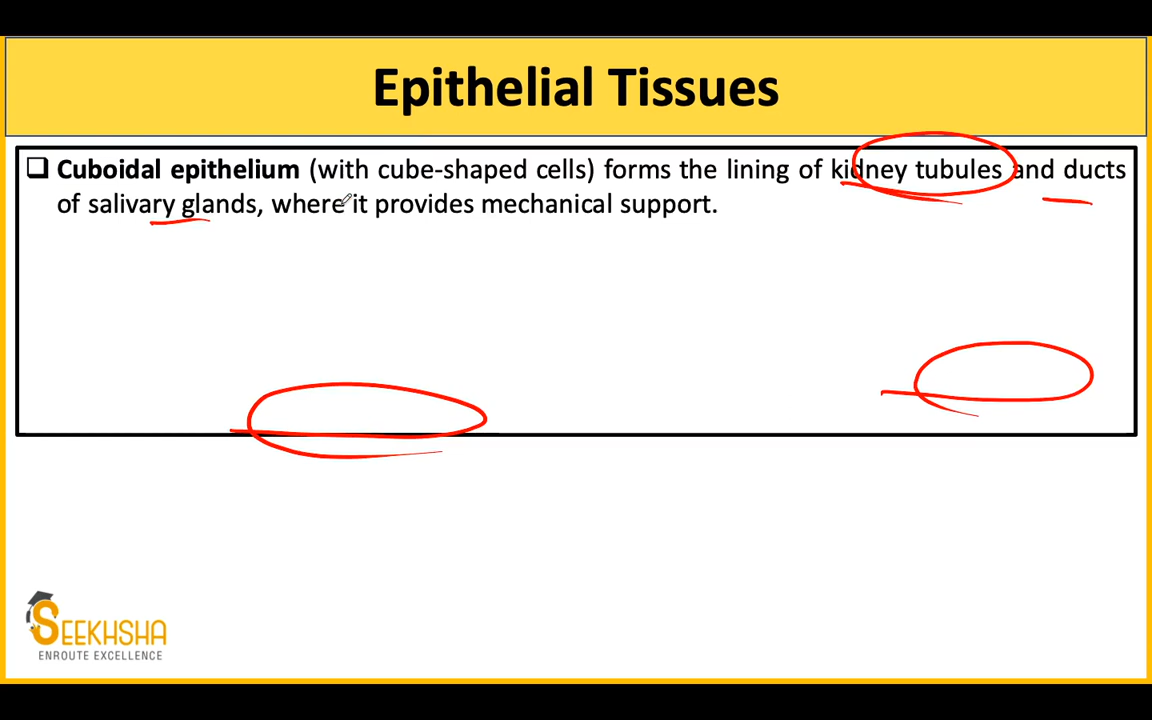 Epithelial Tissues
Cuboidal epithelium (with cube-shaped cells) forms the lining of kidney tubules and ducts
of salivary glands, where it provides mechanical support.
SEEKHSHA
ENROUTE EXCELLENCE